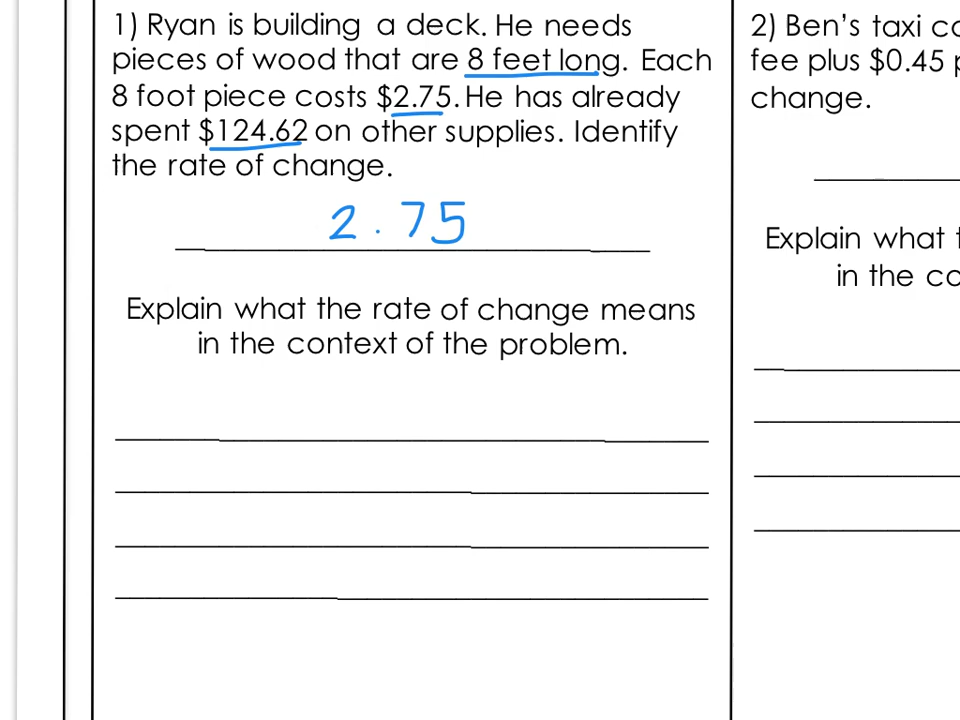 1) Ryan is building a deck. He needs
pieces of wood that are 8 feet long. Each
8 foot piece costs $2.75. He has already
spent $124.62 on other supplies. Identify
the rate of change.
2.75
Explain what the rate of change means
in the context of the problem.
2) Ben's taxi
fee plus $0.45
change.
Explain what
in the